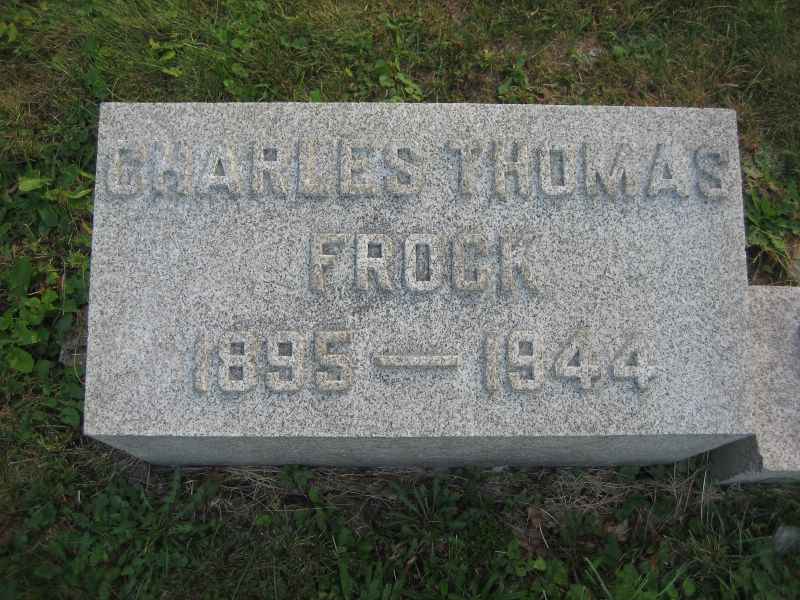 CHARLES THOMAS
FROCK
1895 — 1944